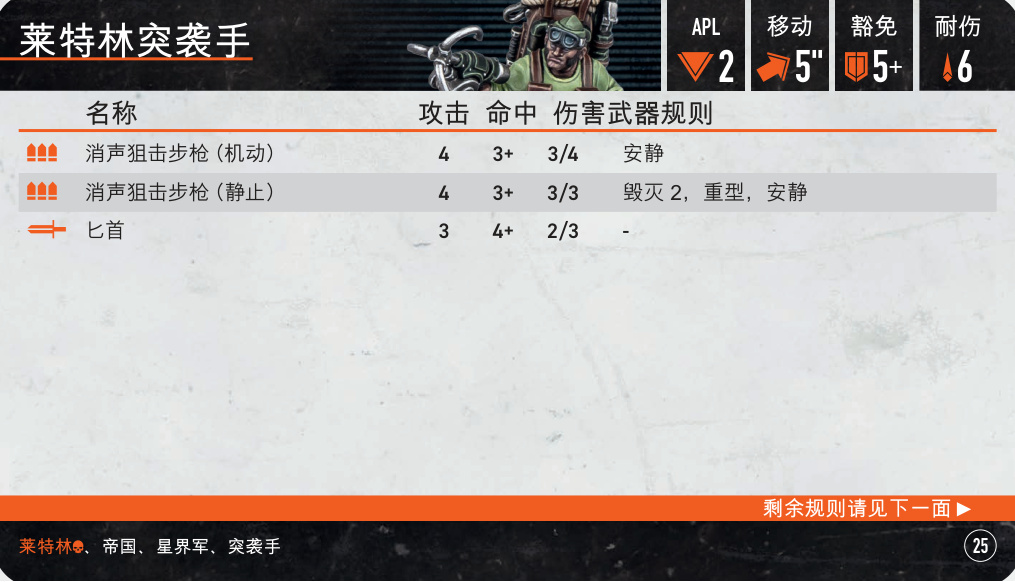 莱特林突袭手
APL 移动 豁免 耐伤
2 5" 5+ 6
名称 攻击 命中 伤害 武器规则
消声狙击步枪（机动） 4 3+ 3/4 安静
消声狙击步枪（静止） 4 3+ 3/3 毁灭 2，重型，安静
匕首 3 4+ 2/3 -
剩余规则请见下一面▶
莱特林、帝国、星界军、突袭手
25